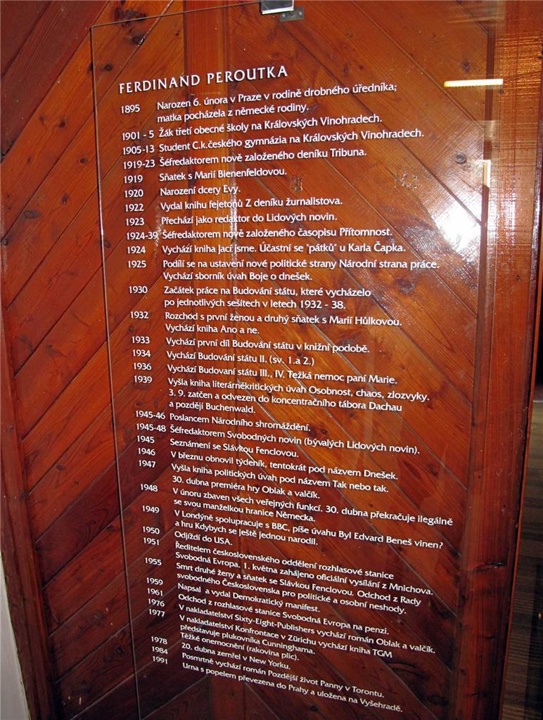 FERDINAND PEROUTKA
1895 Narozen 6. února v Praze v rodině drobného úředníka;
matka pocházela z německé rodiny.
1901 - 5 Žák třetí obecné školy na Královských Vinohradech.
1905-13 Student C.k.českého gymnázia na Královských Vinohradech.
1919-23 Šéfredaktorem nově založeného deníku Tribuna.
1919 Sňatek s Marií Bienenfeldovou.
1920 Narození dcery Evy.
1922 Vydal knihu fejetonů Z deníku žurnalistova.
1923 Přechází jako redaktor do Lidových novin.
1924-39 Šéfredaktorem nově založeného časopisu Přítomnost.
1924 Vychází kniha Jací jsme. Účastní se 'pátků' u Karla Čapka.
1925 Podílí se na ustavení nové politické strany Národní strana práce.
Vychází sborník úvah Boje o dnešek.
1930 Začátek práce na Budování státu, které vycházelo
po jednotlivých sešitech v letech 1932 - 38.
1932 Rozchod s první ženou a druhý sňatek s Marií Hůlkovou.
Vychází kniha Ano a ne.
1933 Vychází první díl Budování státu v knižní podobě.
1934 Vychází Budování státu II. (sv. 1.a 2.)
1936 Vychází Budovaní statu III., IV. Težká nemoc paní Marie.
1939 Vyšla kniha literárněkritických úvah Osobnost, chaos, zlozvyky.
3. 9. zatčen a odvezen do koncentračního tábora Dachau
a později Buchenwald.
1945-46 Poslancem Národního shromáždění.
1945-48 Šéfredaktorem Svobodných novin (bývalých Lidových novin).
1945 Seznámení se Slávkou Fenclovou.
1946 V březnu obnovil týdeník, tentokrát pod názvem Dnešek.
1947 Vyšla kniha politických úvah pod názvem Tak nebo tak.
30. dubna premiéra hry Oblak a valčík.
1948 V únoru zbaven všech veřejných funkcí. 30. dubna překračuje ilegálně
se svou manželkou hranice Německa.
1949 V Londýně spolupracuje s BBC, píše úvahu Byl Edvard Beneš vinen?
a hru Kdybych se ještě jednou narodil.
1950 Odjíždí do USA.
1951 Ředitelem československého oddělení rozhlasové stanice
Svobodná Evropa. 1. května zahájeno oficiální vysílání z Mnichova.
1955 Smrt druhé ženy a sňatek se Slávkou Fenclovou. Odchod z Rady
svobodného Československa pro politické a osobní neshody.
1959 Napsal a vydal Demokratický manifest.
1961 Odchod z rozhlasové stanice Svobodná Evropa na penzi.
1976 V nakladatelství Sixty-Eight-Publishers vychází román Oblak a valčík.
1977 V nakladatelství Konfrontace v Zürichu vychází kniha TGM
představuje plukovníka Cunninghama.
1978 Těžké onemocnění (rakovina plic).
1984 20. dubna zemřel v New Yorku.
1991 Posmrtně vychází román Pozdější život Panny v Torontu.
Urna s popelem převezena do Prahy a uložena na Vyšehradě.